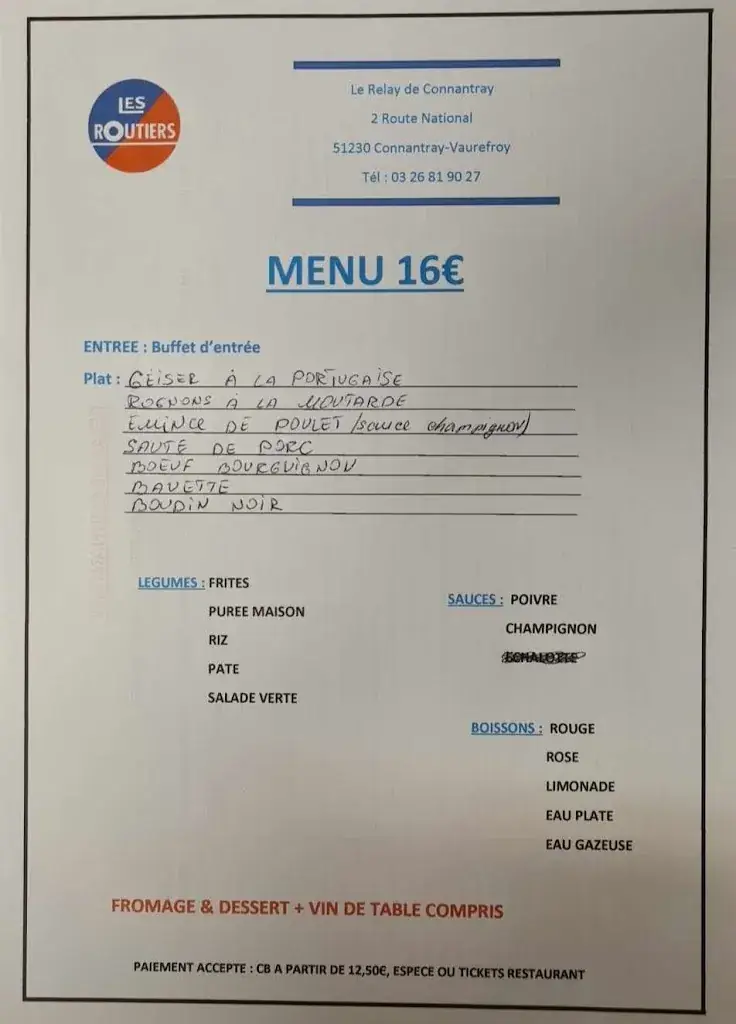 LES
ROUTIERS
Le Relay de Connantray
2 Route National
51230 Connantray-Vaurefroy
Tél : 03 26 81 90 27
MENU 16€
ENTREE : Buffet d'entrée
Plat : GÉISER À LA PORTUGAISE
ROGNONS À LA MOUTARDE
ÉMINCE DE POULET (sauce champignon)
SAUTE DE PORC
BOEUF BOURGUIGNON
BAVETTE
BOUDIN NOIR
LEGUMES : FRITES
PUREE MAISON
RIZ
PATE
SALADE VERTE
SAUCES : POIVRE
CHAMPIGNON
ECHALOTTE
BOISSONS : ROUGE
ROSE
LIMONADE
EAU PLATE
EAU GAZEUSE
FROMAGE & DESSERT + VIN DE TABLE COMPRIS
PAIEMENT ACCEPTE : CB A PARTIR DE 12,50€, ESPECE OU TICKETS RESTAURANT